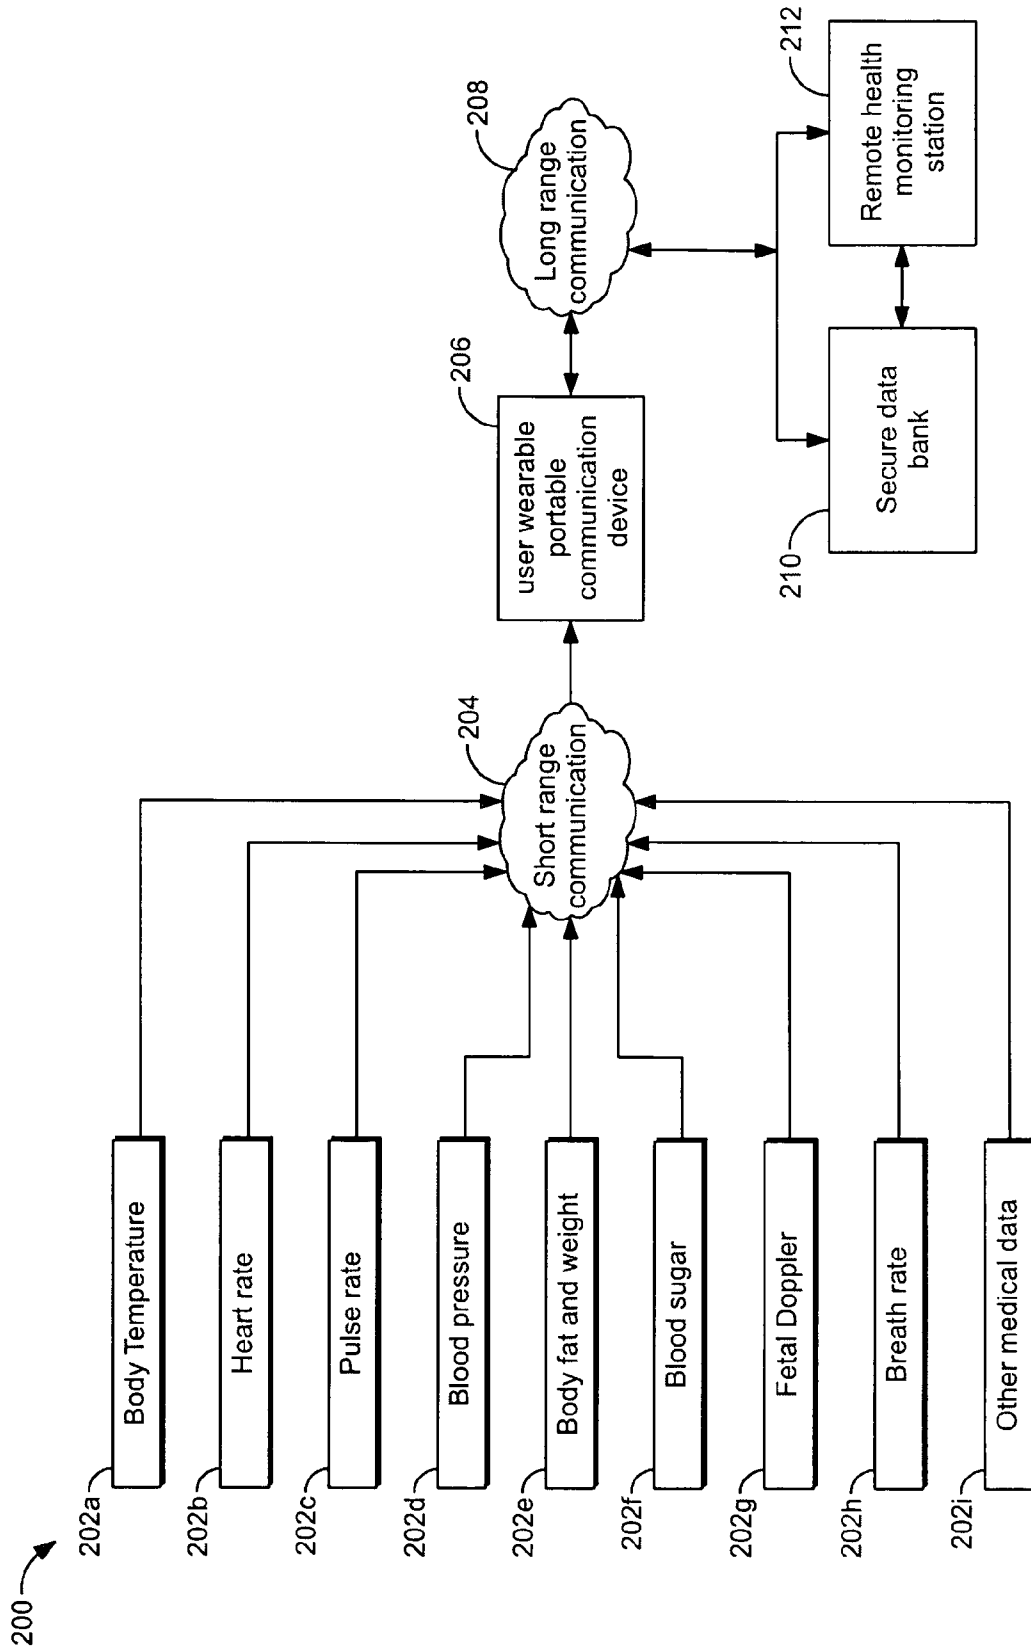 200
202a
Body Temperature
202b
Heart rate
202c
Pulse rate
202d
Blood pressure
202e
Body fat and weight
202f
Blood sugar
202g
Fetal Doppler
202h
Breath rate
202i
Other medical data
204
Short range
communication
206
user wearable
portable
communication
device
208
Long range
communication
210
Secure data
bank
212
Remote health
monitoring
station